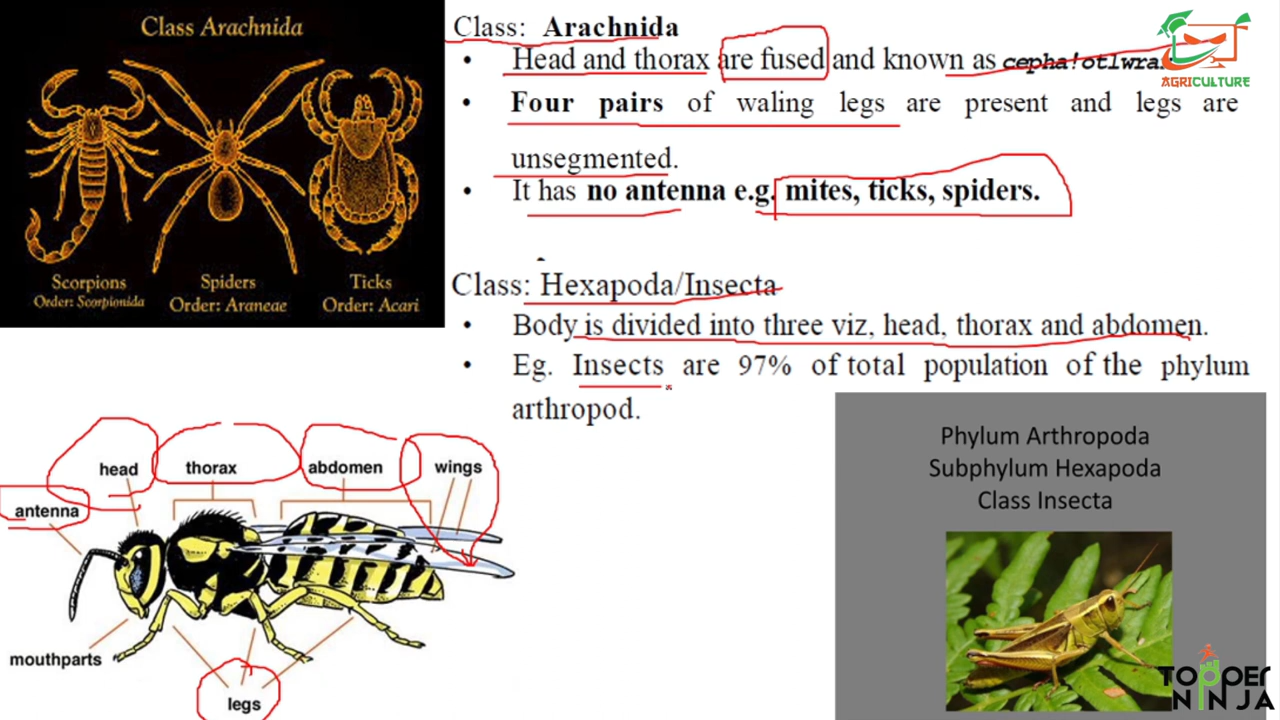 Class Arachnida
Scorpions
Order: Scorpionida
Spiders
Order: Araneae
Ticks
Order: Acari
Class: Arachnida
• Head and thorax are fused and known as
• Four pairs of waling legs are present and legs are
unsegmented.
• It has no antenna e.g. mites, ticks, spiders.
Class: Hexapoda/Insecta
• Body is divided into three viz, head, thorax and abdomen.
• Eg. Insects are 97% of total population of the phylum
arthropod.
AGRICULTURE
head
thorax
abdomen
wings
antenna
mouthparts
legs
Phylum Arthropoda
Subphylum Hexapoda
Class Insecta
TOPPER
NINJA